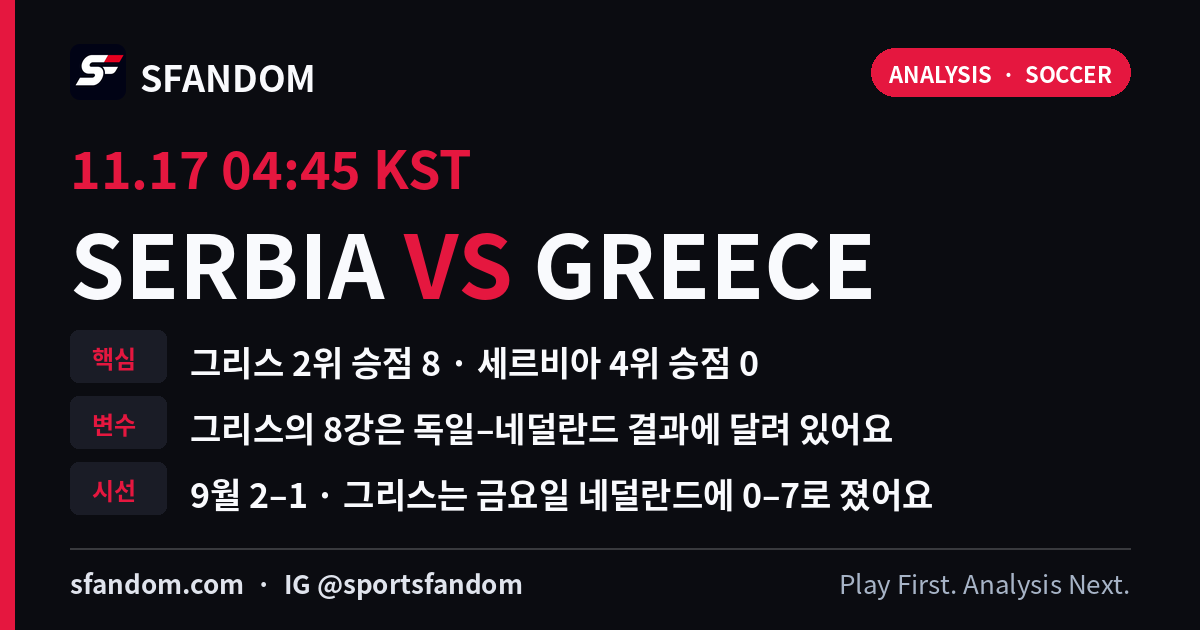 SF SFANDOM
ANALYSIS · SOCCER
11.17 04:45 KST
SERBIA VS GREECE
핵심 그리스 2위 승점 8 · 세르비아 4위 승점 0
변수 그리스의 8강은 독일–네덜란드 결과에 달려 있어요
시선 9월 2–1 · 그리스는 금요일 네덜란드에 0–7로 졌어요
sfandom.com · IG @sportsfandom
Play First. Analysis Next.